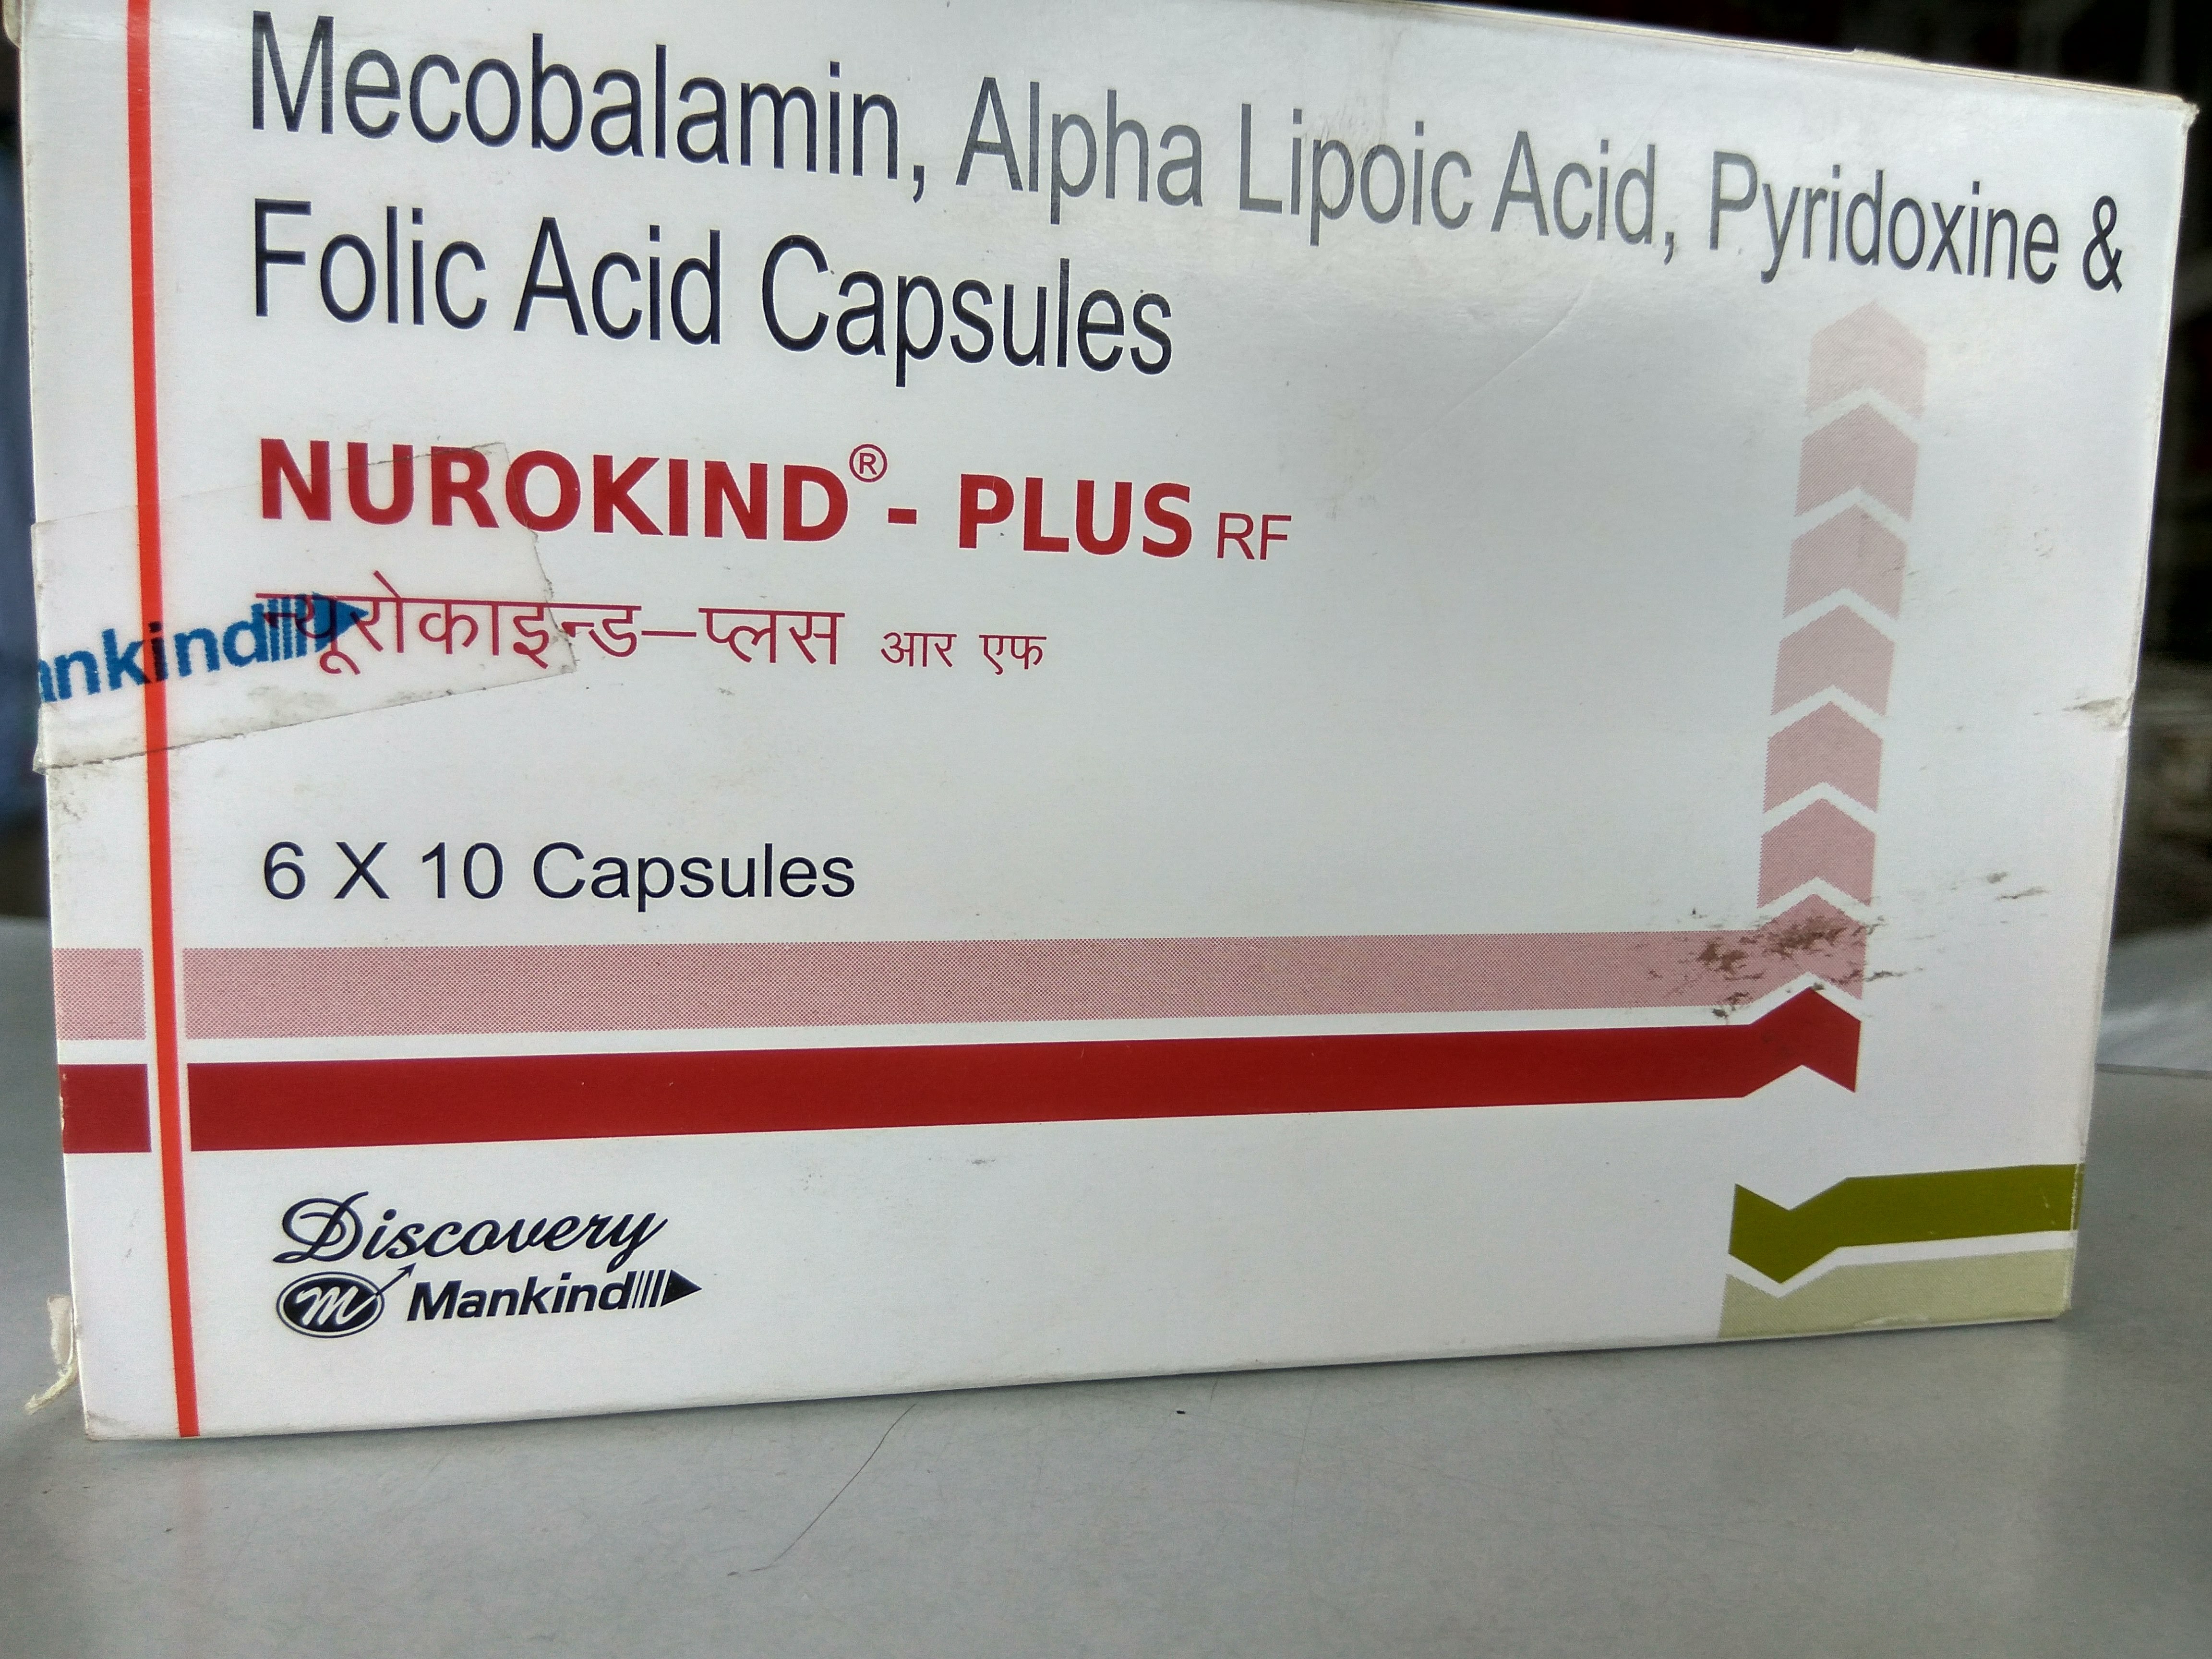 Mecobalamin, Alpha Lipoic Acid, Pyridoxine &
Folic Acid Capsules
NUROKIND® - PLUS RF
न्यूरोकाइन्ड–प्लस आर एफ
ankind
6 X 10 Capsules
Discovery
m Mankind